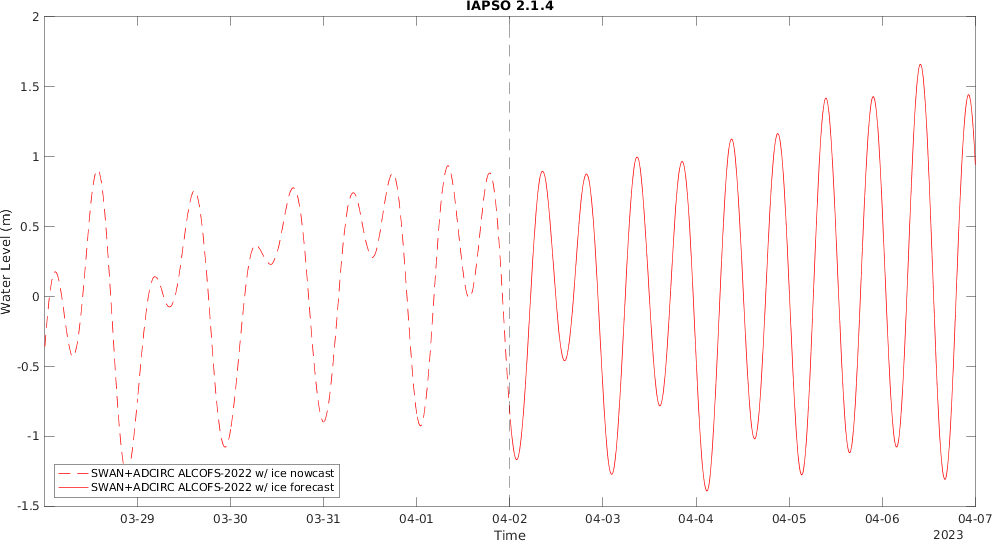 IAPSO 2.1.4
2
1.5
1
0.5
0
-0.5
-1
-1.5
Water Level (m)
SWAN+ADCIRC ALCOFS-2022 w/ ice nowcast
SWAN+ADCIRC ALCOFS-2022 w/ ice forecast
03-29 03-30 03-31 04-01 04-02 04-03 04-04 04-05 04-06 04-07
Time
2023